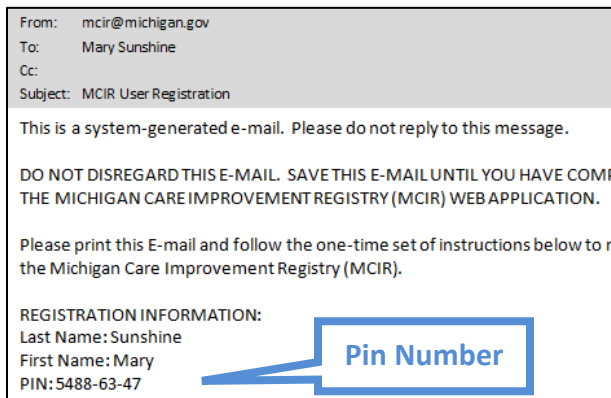 From: mcir@michigan.gov
To: Mary Sunshine
Cc:
Subject: MCIR User Registration
This is a system-generated e-mail. Please do not reply to this message.
DO NOT DISREGARD THIS E-MAIL. SAVE THIS E-MAIL UNTIL YOU HAVE
THE MICHIGAN CARE IMPROVEMENT REGISTRY (MCIR) WEB APPLICATION.
Please print this E-mail and follow the one-time set of instructions below to
the Michigan Care Improvement Registry (MCIR).
REGISTRATION INFORMATION:
Last Name: Sunshine
First Name: Mary
PIN: 5488-63-47
Pin Number